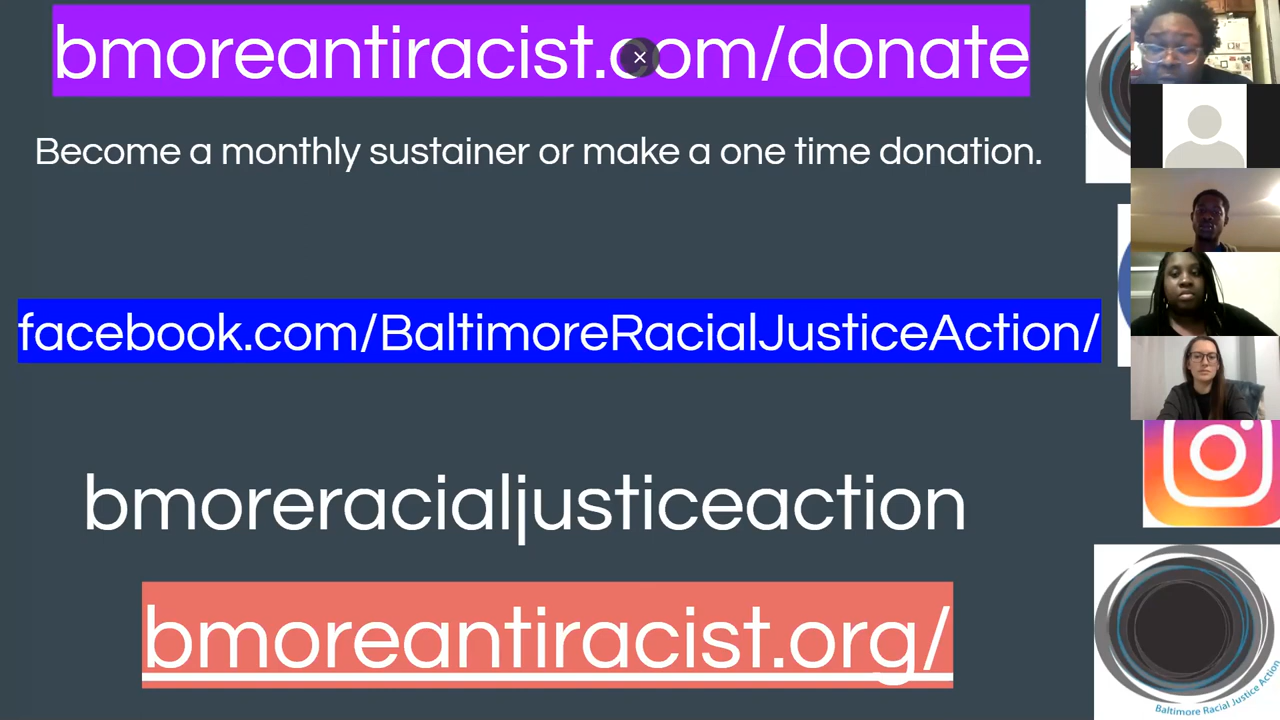 bmoreantiracist.com/donate
Become a monthly sustainer or make a one time donation.
facebook.com/BaltimoreRacialJusticeAction/
bmoreracialjusticeaction
bmoreantiracist.org/
Baltimore Racial Justice Action